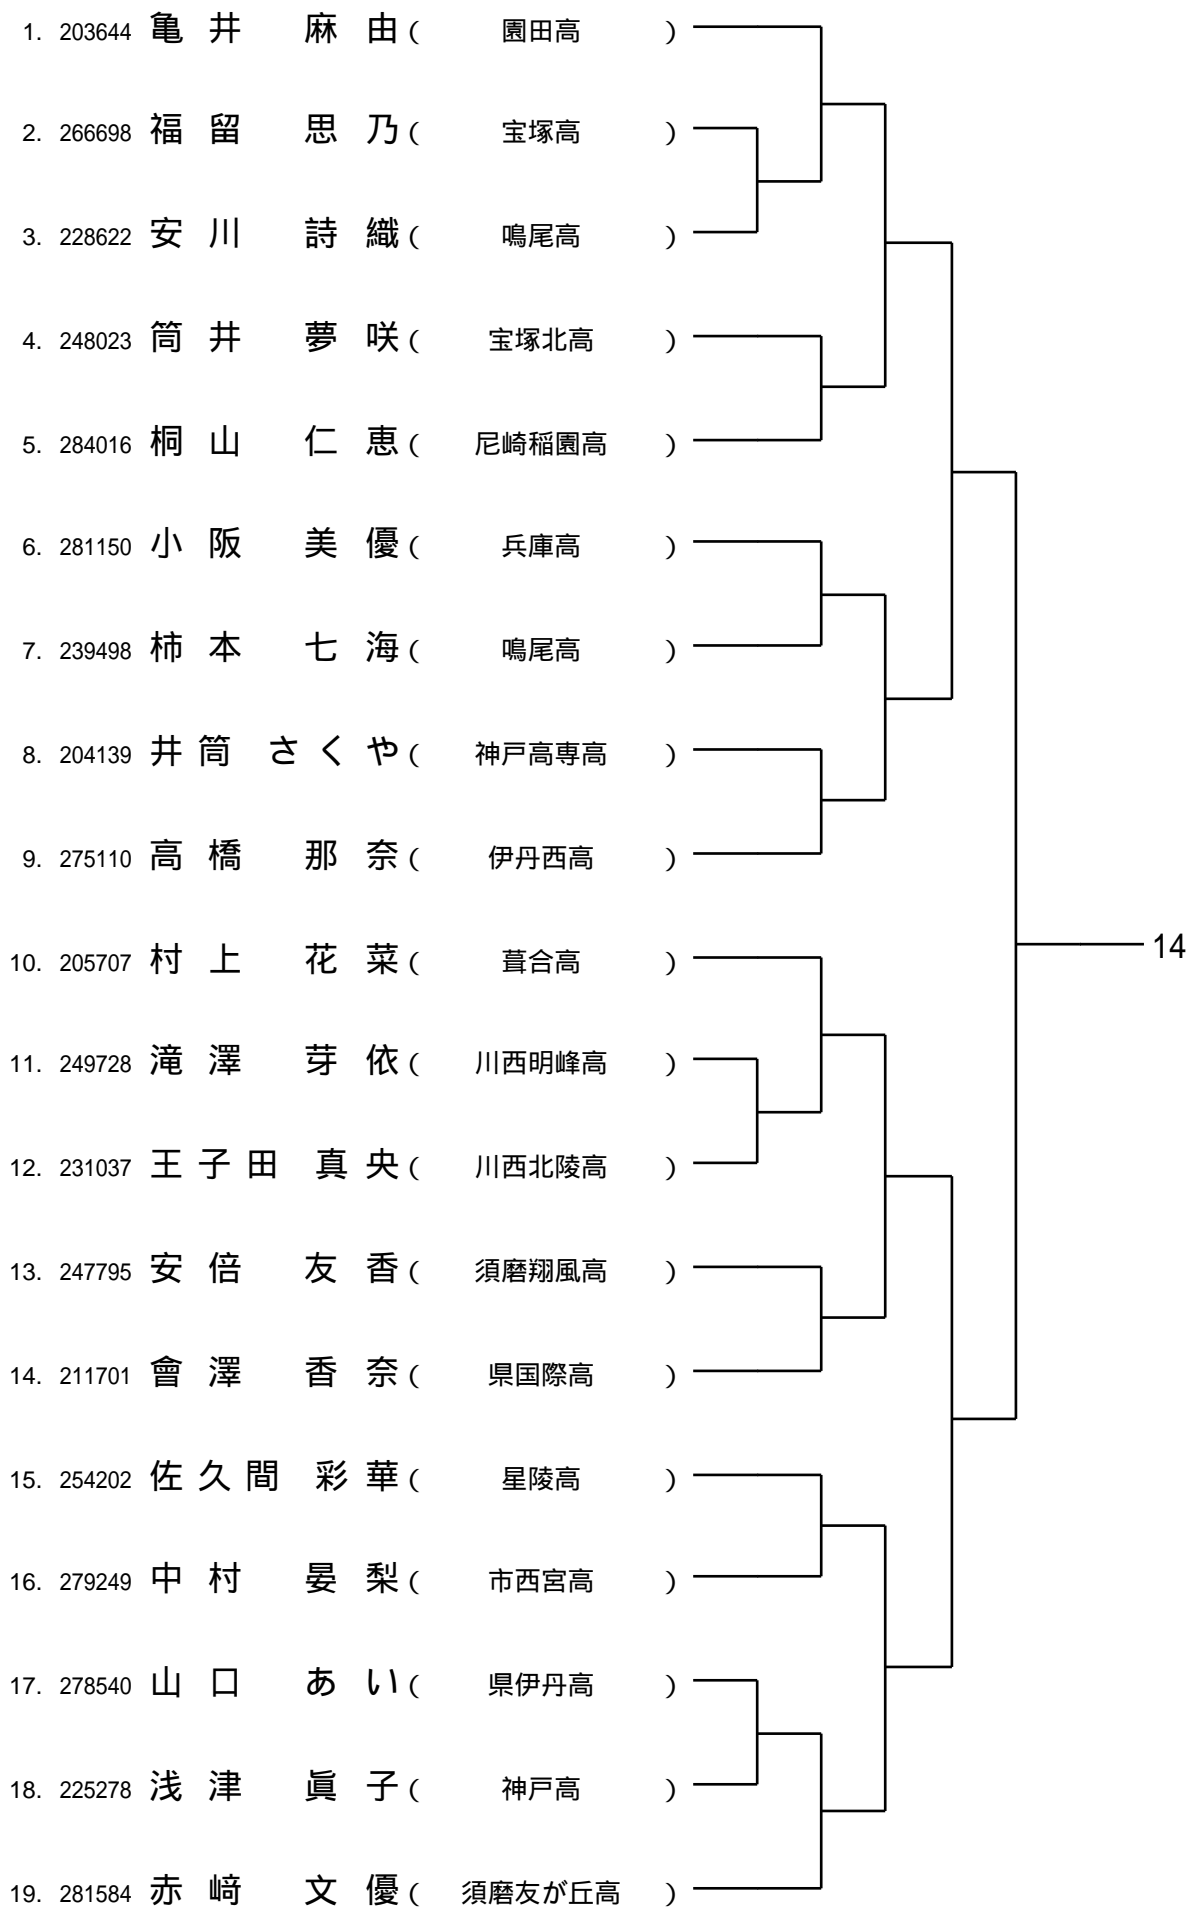 1. 203644 亀井 麻由 ( 園田高 )
2. 266698 福留 思乃 ( 宝塚高 )
3. 228622 安川 詩織 ( 鳴尾高 )
4. 248023 筒井 夢咲 ( 宝塚北高 )
5. 284016 桐山 仁恵 ( 尼崎稲園高 )
6. 281150 小阪 美優 ( 兵庫高 )
7. 239498 柿本 七海 ( 鳴尾高 )
8. 204139 井筒 さくや ( 神戸高専高 )
9. 275110 高橋 那奈 ( 伊丹西高 )
14
10. 205707 村上 花菜 ( 葺合高 )
11. 249728 滝澤 芽依 ( 川西明峰高 )
12. 231037 王子田 真央 ( 川西北陵高 )
13. 247795 安倍 友香 ( 須磨翔風高 )
14. 211701 會澤 香奈 ( 県国際高 )
15. 254202 佐久間 彩華 ( 星陵高 )
16. 279249 中村 晏梨 ( 市西宮高 )
17. 278540 山口 あい ( 県伊丹高 )
18. 225278 浅津 眞子 ( 神戸高 )
19. 281584 赤﨑 文優 ( 須磨友が丘高 )